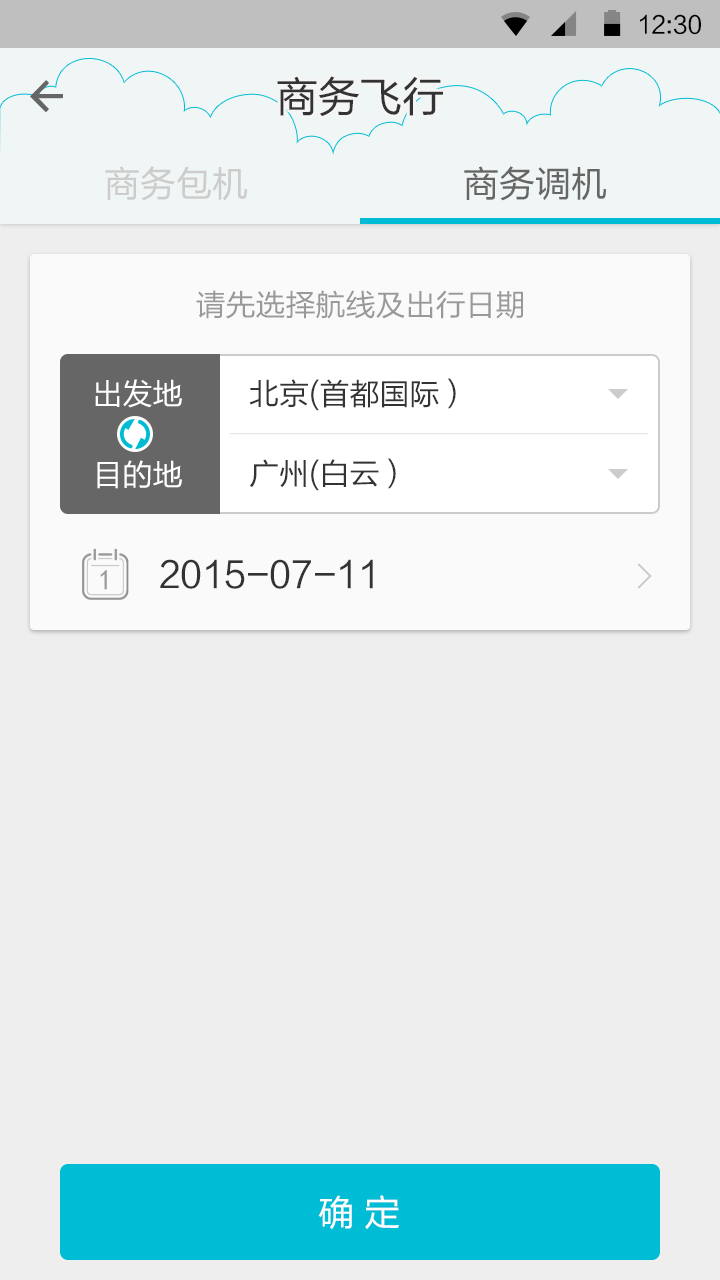 12:30
商务飞行
商务包机
商务调机
请先选择航线及出行日期
出发地
北京(首都国际 )
目的地
广州(白云 )
1
2015-07-11
确 定